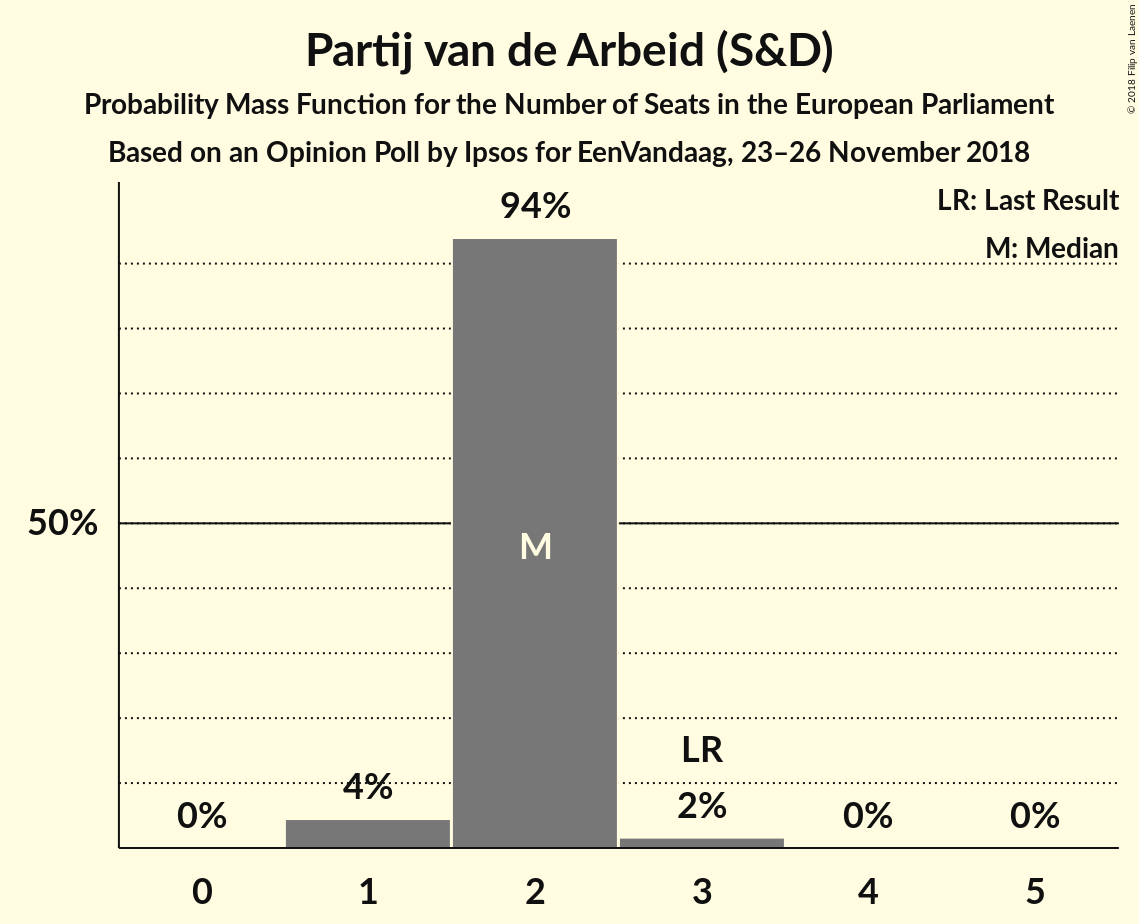 Partij van de Arbeid (S&D)
Probability Mass Function for the Number of Seats in the European Parliament
Based on an Opinion Poll by Ipsos for EenVandaag, 23–26 November 2018
© 2018 Filip van Laenen
LR: Last Result
M: Median
94%
50%
M
LR
4%
2%
0%
0%
0%
0
1
2
3
4
5